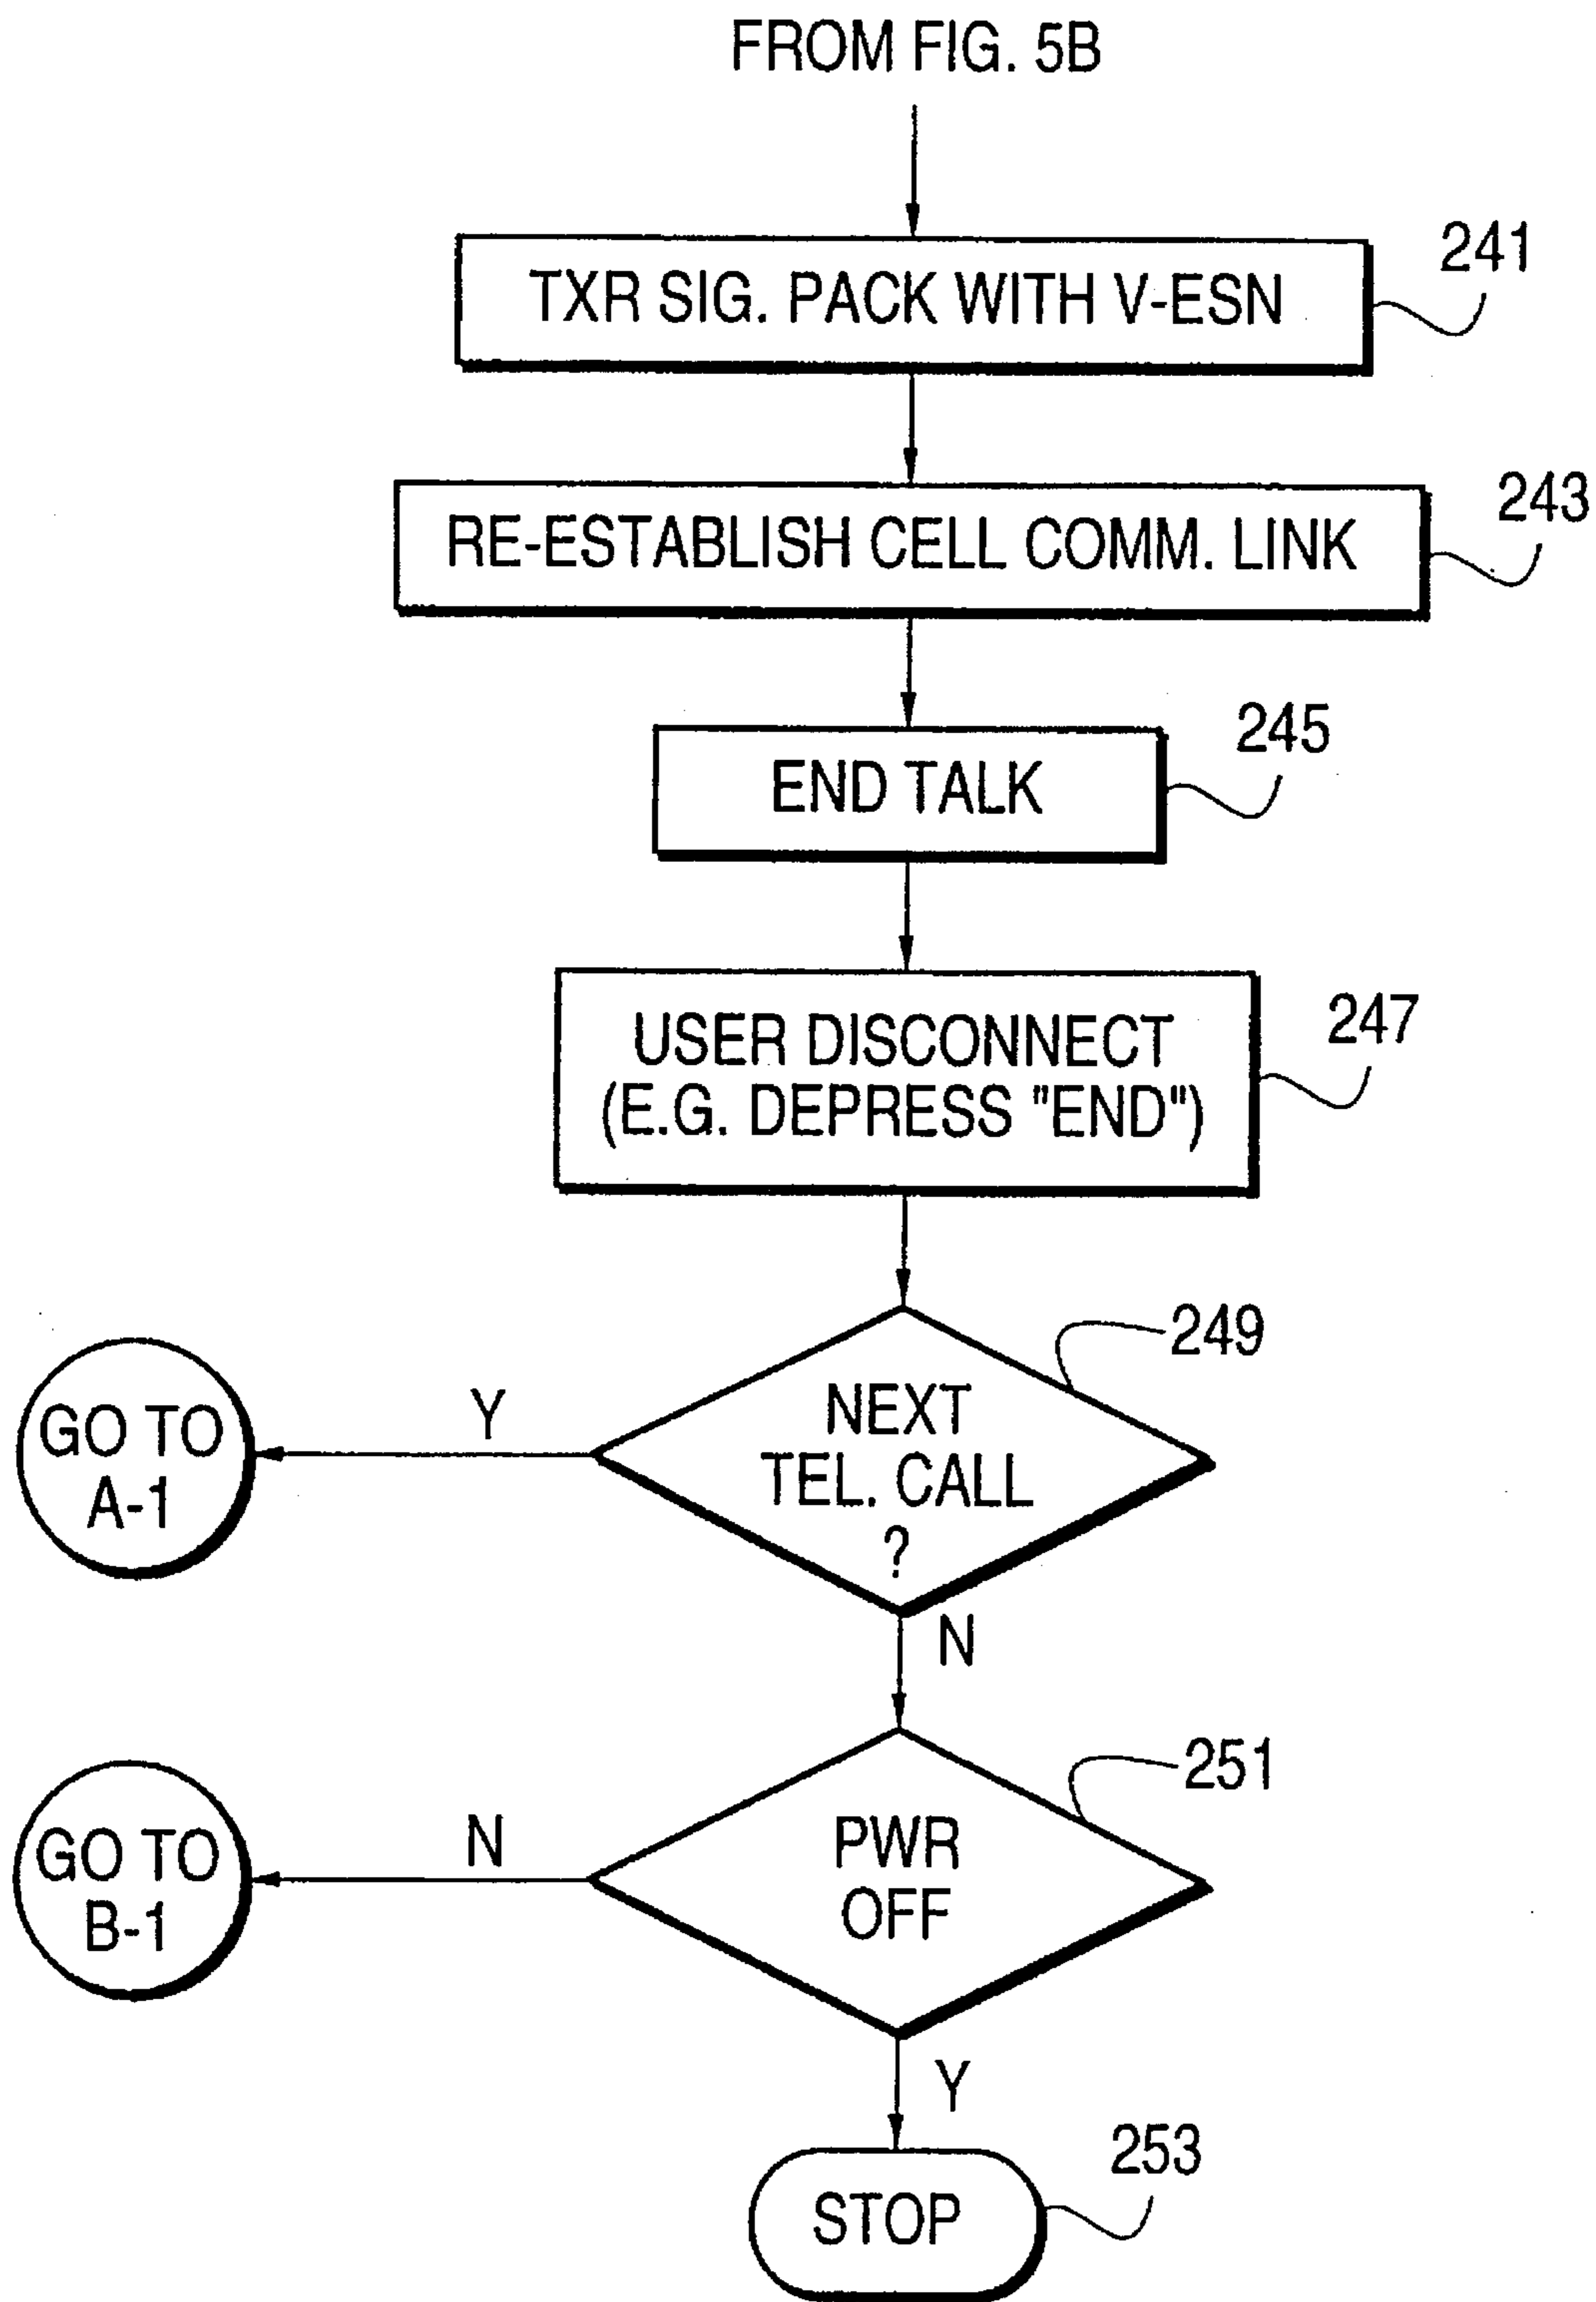 FROM FIG. 5B
TXR SIG. PACK WITH V-ESN
241
RE-ESTABLISH CELL COMM. LINK
243
END TALK
245
USER DISCONNECT
(E.G. DEPRESS "END")
247
NEXT
TEL. CALL
?
249
Y
GO TO
A-1
N
PWR
OFF
251
N
GO TO
B-1
Y
STOP
253